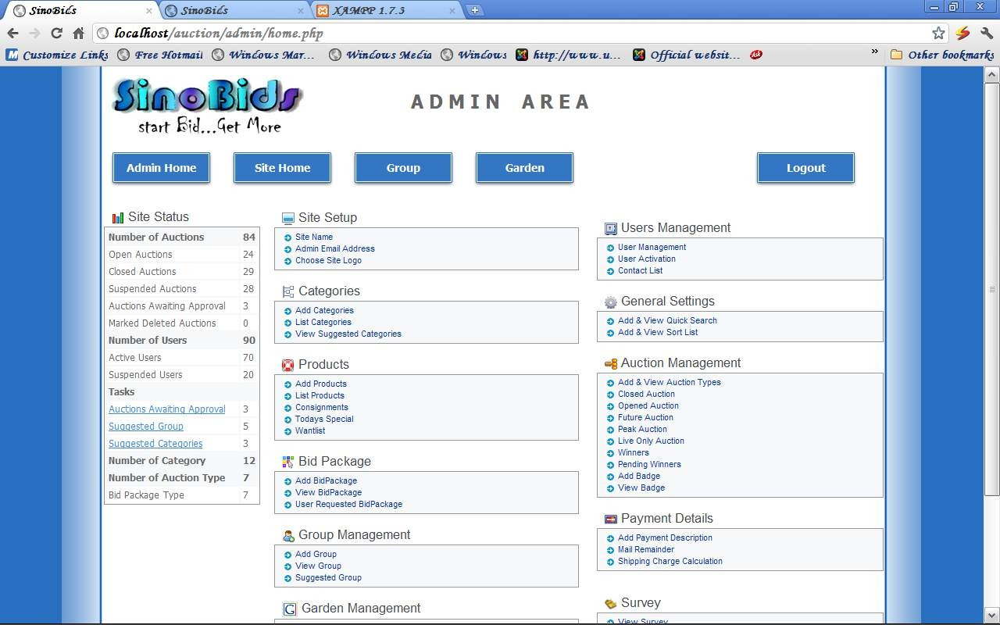 SinoBids
SinoBids
XAMPP 1.7.3
localhost/auction/admin/home.php
Customize Links
Free Hotmail
Windows Mar...
Windows Media
Windows
http://www.u...
Official websit...
Ask
»
Other bookmarks
SinoBids
start Bid...Get More
ADMIN AREA
Admin Home
Site Home
Group
Garden
Logout
Site Status
Number of Auctions 84
Open Auctions 24
Closed Auctions 29
Suspended Auctions 28
Auctions Awaiting Approval 3
Marked Deleted Auctions 0
Number of Users 90
Active Users 70
Suspended Users 20
Tasks
Auctions Awaiting Approval 3
Suggested Group 5
Suggested Categories 3
Number of Category 12
Number of Auction Type 7
Bid Package Type 7
Site Setup
Site Name
Admin Email Address
Choose Site Logo
Categories
Add Categories
List Categories
View Suggested Categories
Products
Add Products
List Products
Consignments
Todays Special
Wantlist
Bid Package
Add BidPackage
View BidPackage
User Requested BidPackage
Group Management
Add Group
View Group
Suggested Group
Garden Management
Users Management
User Management
User Activation
Contact List
General Settings
Add & View Quick Search
Add & View Sort List
Auction Management
Add & View Auction Types
Closed Auction
Opened Auction
Future Auction
Peak Auction
Live Only Auction
Winners
Pending Winners
Add Badge
View Badge
Payment Details
Add Payment Description
Mail Remainder
Shipping Charge Calculation
Survey
View Survey